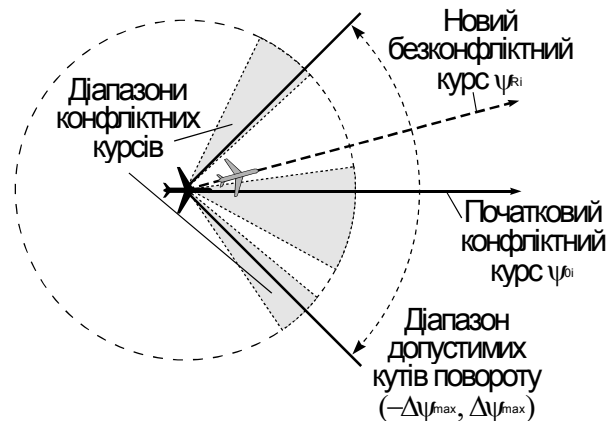 Новий
безконфліктний
курс ψRi
Діапазони
конфліктних
курсів
Початковий
конфліктний
курс ψ0i
Діапазон
допустимих
кутів повороту
(−Δψmax, Δψmax)